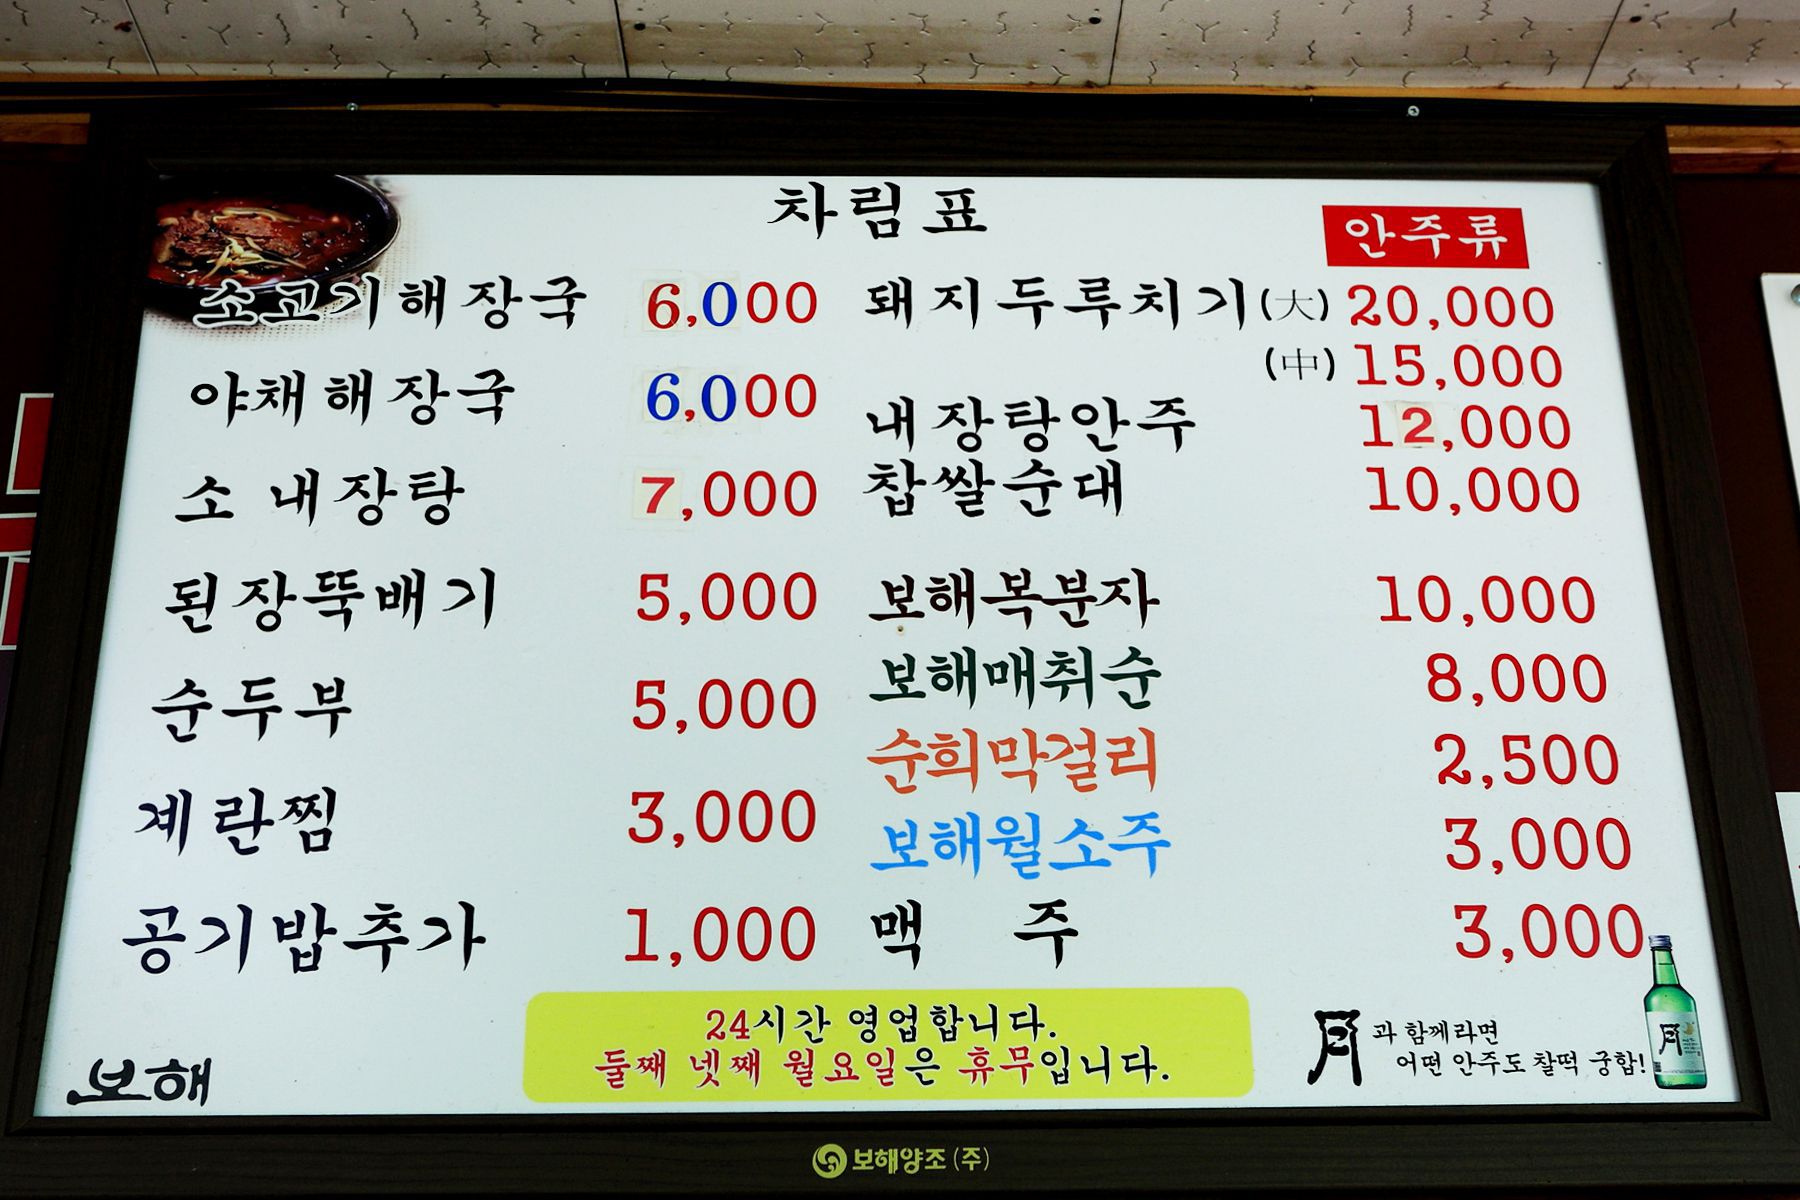 차림표
안주류
소고기해장국 6,000
야채해장국 6,000
소 내장탕 7,000
된장뚝배기 5,000
순두부 5,000
계란찜 3,000
공기밥추가 1,000
돼지두루치기(大) 20,000
(中) 15,000
내장탕안주 12,000
찹쌀순대 10,000
보해복분자 10,000
보해매취순 8,000
순희막걸리 2,500
보해월소주 3,000
맥 주 3,000
24시간 영업합니다.
둘째 넷째 월요일은 휴무입니다.
보해
月과 함께라면
어떤 안주도 찰떡 궁합!
보해양조(주)